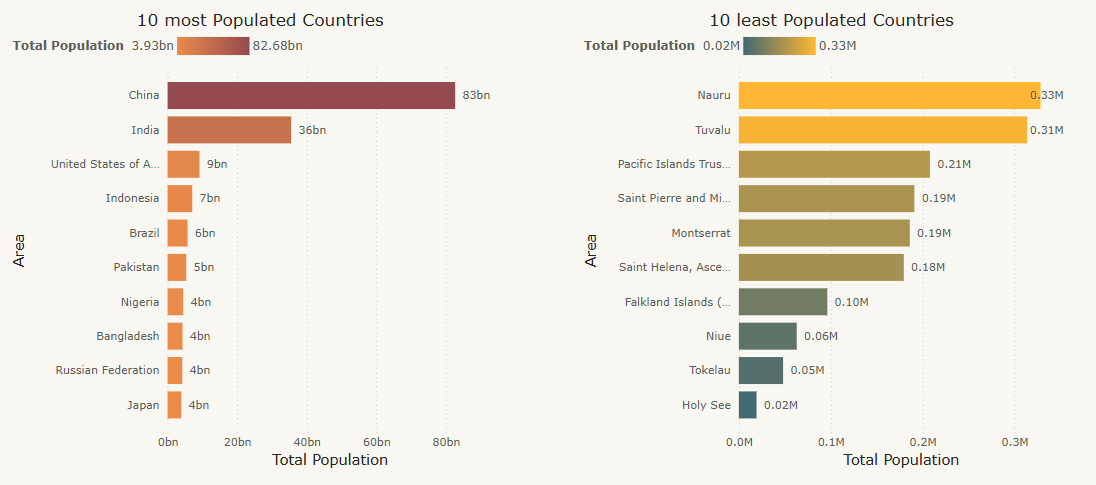 10 most Populated Countries
Total Population 3.93bn 82.68bn
China 83bn
India 36bn
United States of A... 9bn
Indonesia 7bn
Brazil 6bn
Pakistan 5bn
Nigeria 4bn
Bangladesh 4bn
Russian Federation 4bn
Japan 4bn
Area
0bn 20bn 40bn 60bn 80bn
Total Population
10 least Populated Countries
Total Population 0.02M 0.33M
Nauru 0.33M
Tuvalu 0.31M
Pacific Islands Trus... 0.21M
Saint Pierre and Mi... 0.19M
Montserrat 0.19M
Saint Helena, Asce... 0.18M
Falkland Islands (... 0.10M
Niue 0.06M
Tokelau 0.05M
Holy See 0.02M
Area
0.0M 0.1M 0.2M 0.3M
Total Population